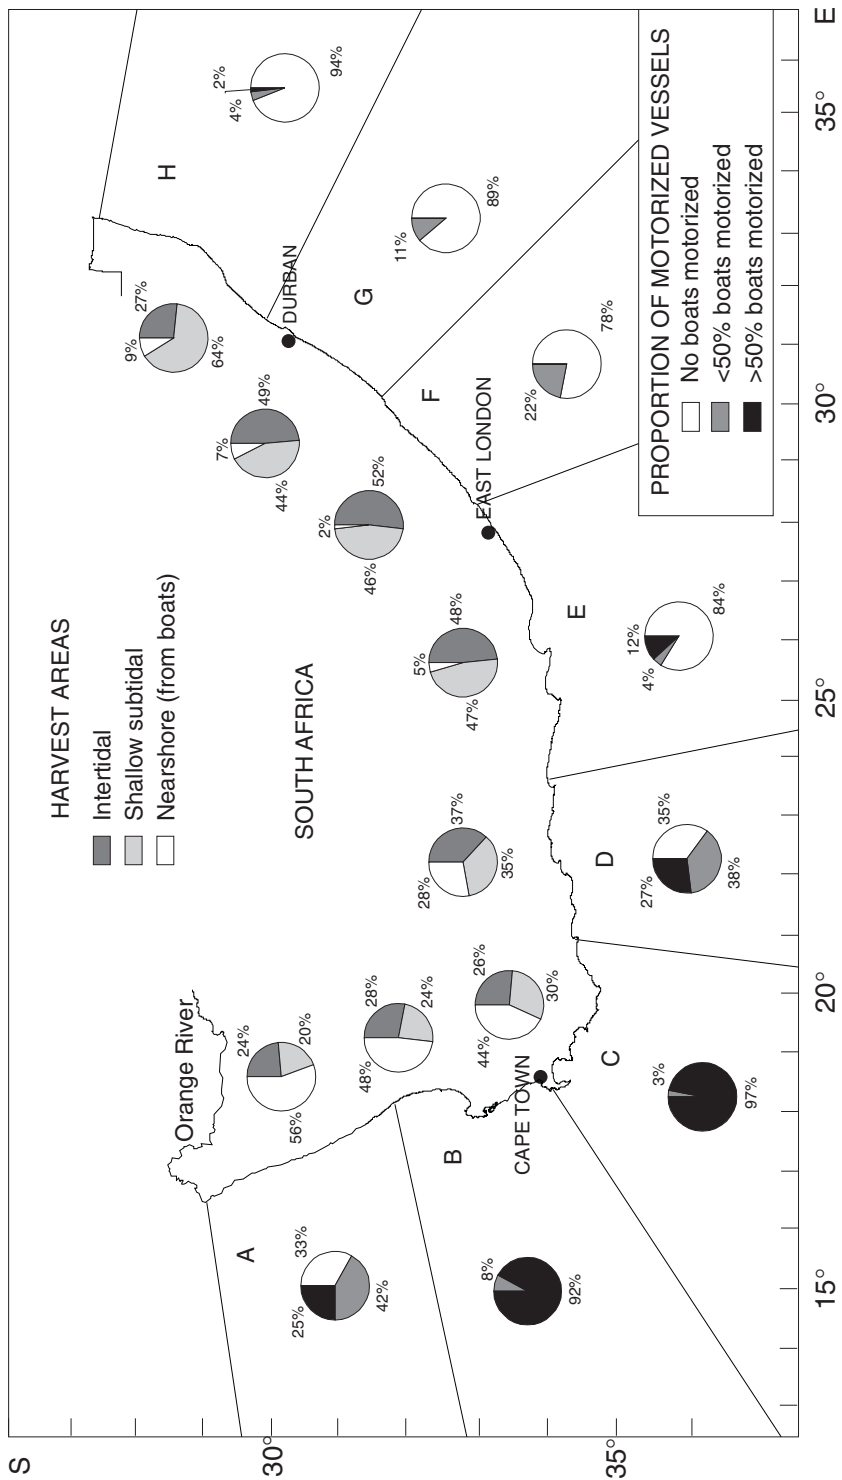 S
E
HARVEST AREAS
Intertidal
Shallow subtidal
Nearshore (from boats)
SOUTH AFRICA
Orange River
CAPE TOWN
EAST LONDON
DURBAN
24%
20%
56%
28%
24%
48%
26%
30%
44%
37%
35%
28%
48%
47%
5%
52%
46%
2%
49%
44%
7%
27%
64%
9%
A
33%
42%
25%
B
8%
92%
C
3%
97%
D
35%
38%
27%
E
12%
4%
84%
F
22%
78%
G
11%
89%
H
2%
4%
94%
PROPORTION OF MOTORIZED VESSELS
No boats motorized
<50% boats motorized
>50% boats motorized
30°
35°
15°
20°
25°
30°
35°